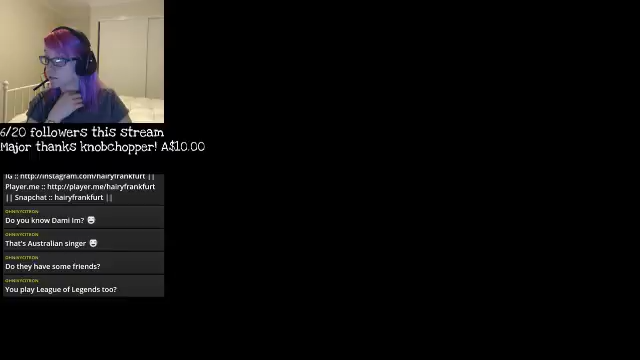 6/20 followers this stream
Major thanks knobchopper! A$10.00
IG :: http://instagram.com/hairyfrankfurt ||
Player.me :: http://player.me/hairyfrankfurt
|| Snapchat :: hairyfrankfurt ||
Do you know Dami Im?
That's Australian singer
Do they have some friends?
You play League of Legends too?